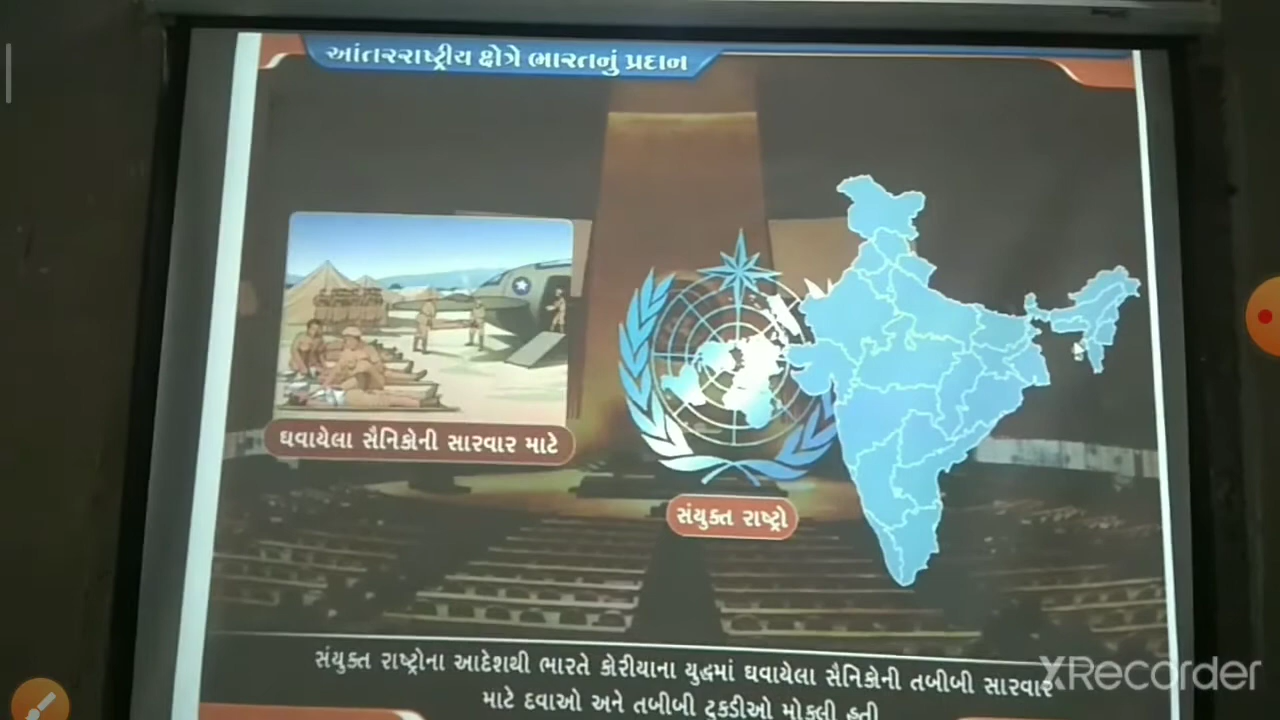 આંતરરાષ્ટ્રીય ક્ષેત્રે ભારતનું પ્રદાન
ઘવાયેલા સૈનિકોની સારવાર માટે
સંયુક્ત રાષ્ટ્રો
સંયુક્ત રાષ્ટ્રોના આદેશથી ભારતે કોરીયાના યુદ્ધમાં ઘવાયેલા સૈનિકોની તબીબી સારવાર
માટે દવાઓ અને તબીબી ટુકડીઓ મોકલી હતી
XRecorder